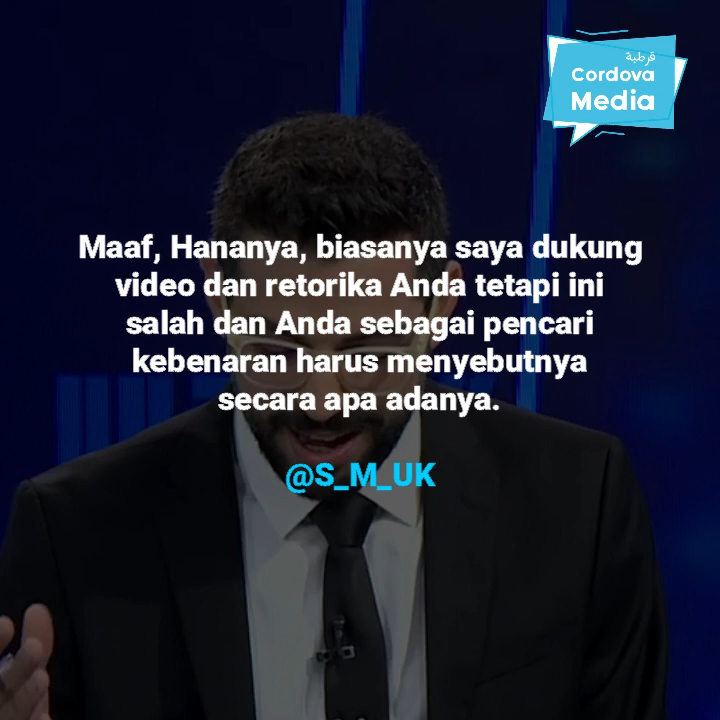 قرطبة
Cordova
Media
Maaf, Hananya, biasanya saya dukung
video dan retorika Anda tetapi ini
salah dan Anda sebagai pencari
kebenaran harus menyebutnya
secara apa adanya.
@S_M_UK